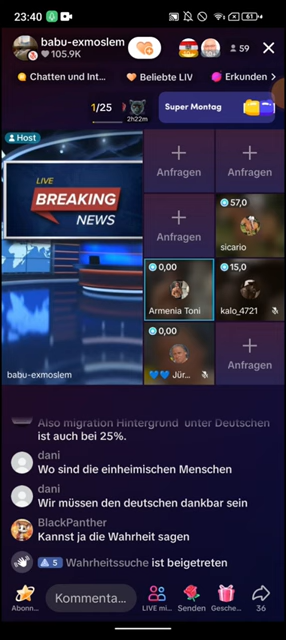 23:40
61%
babu-exmoslem
105.9K
59
Chatten und Int...
Beliebte LIV
Erkunden
1/25
2h22m
Super Montag
Host
LIVE
BREAKING
NEWS
babu-exmoslem
Anfragen
Anfragen
Anfragen
57,0
sicario
0,00
Armenia Toni
15,0
kalo_4721
0,00
Jür...
Anfragen
Also migration Hintergrund unter Deutschen
ist auch bei 25%.
dani
Wo sind die einheimischen Menschen
dani
Wir müssen den deutschen dankbar sein
BlackPanther
Kannst ja die Wahrheit sagen
5 Wahrheitssuche ist beigetreten
Abonn...
Kommenta...
LIVE mi...
Senden
Gesche...
36